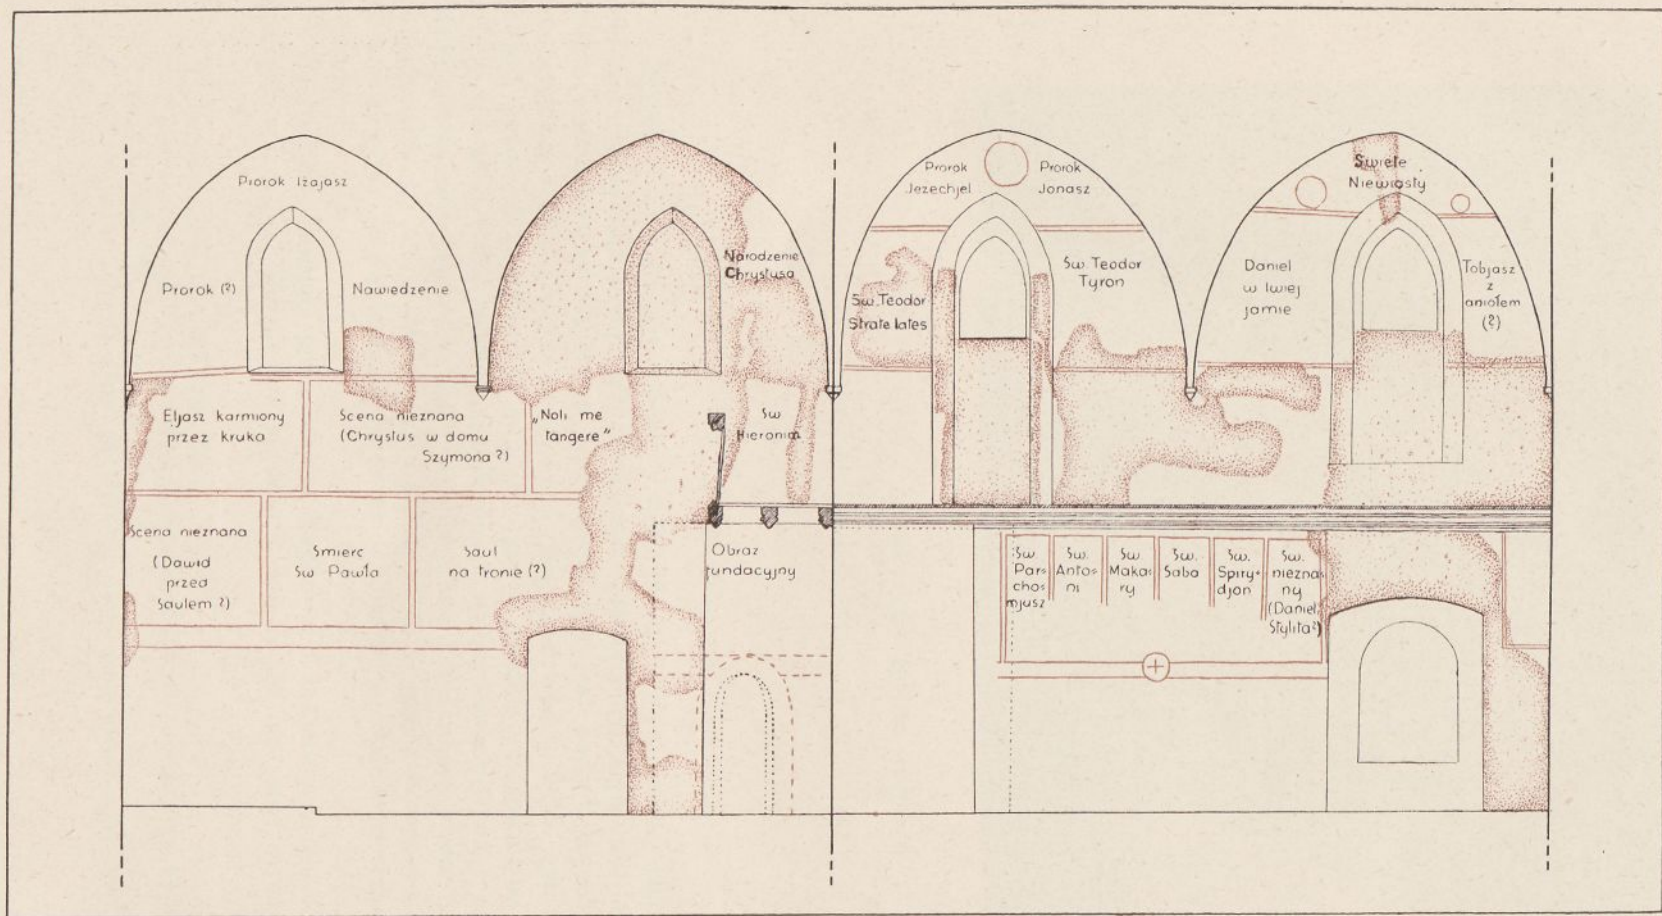 Prorok Izajasz
Prorok (?)
Nawiedzenie
Narodzenie
Chrystusa
Prorok
Jezechjel
Prorok
Jonasz
Św. Teodor
Stratelates
Św. Teodor
Tyron
Święte
Niewiasty
Daniel
w lwiej
jamie
Tobjasz
z
aniołem
(?)
Eljasz karmiony
przez kruka
Scena nieznana
(Chrystus w domu
Szymona ?)
„Noli me
tangere”
Św
Hieronim
Scena nieznana
(Dawid
przed
Saulem ?)
Śmierc
Św Pawła
Saul
na tronie (?)
Obraz
fundacyjny
Św
Par-
cho-
mjusz
Św.
Anto-
ni
Św
Maka-
ry
Św.
Saba
Św.
Spiry-
djon
Św.
niezna-
ny
(Daniel
Stylita?)